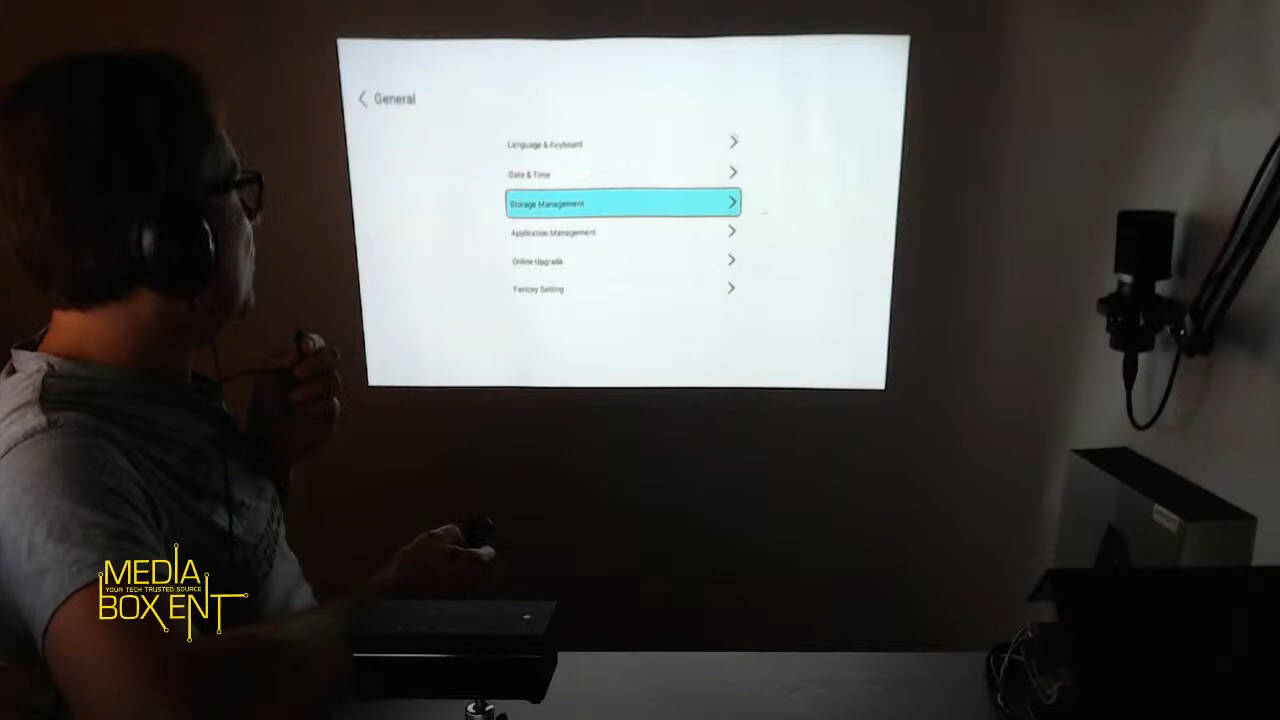 General
Language & Keyboard
Date & Time
Storage Management
Application Management
Online Upgrade
Factory Setting
MEDIA
YOUR TECH TRUSTED SOURCE
BOX ENT